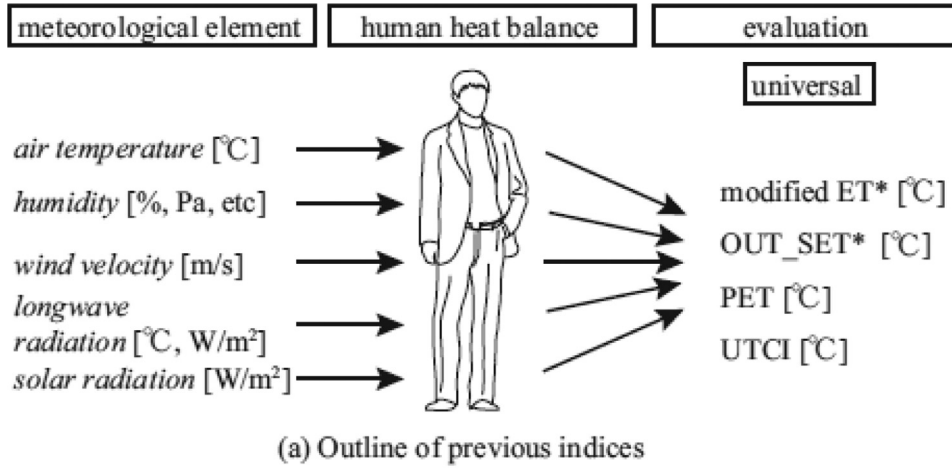 meteorological element
human heat balance
evaluation
universal
air temperature [℃]
humidity [%, Pa, etc]
wind velocity [m/s]
longwave
radiation [℃, W/m²]
solar radiation [W/m²]
modified ET* [℃]
OUT_SET* [℃]
PET [℃]
UTCI [℃]
(a) Outline of previous indices